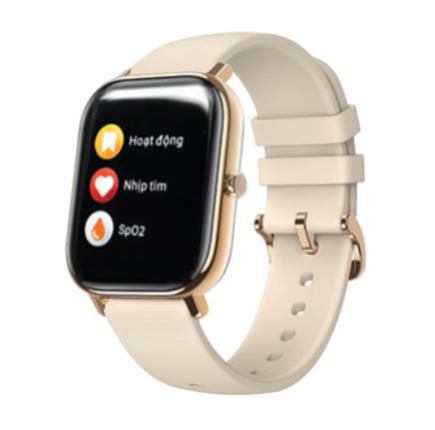 Hoạt động
Nhịp tim
SpO2